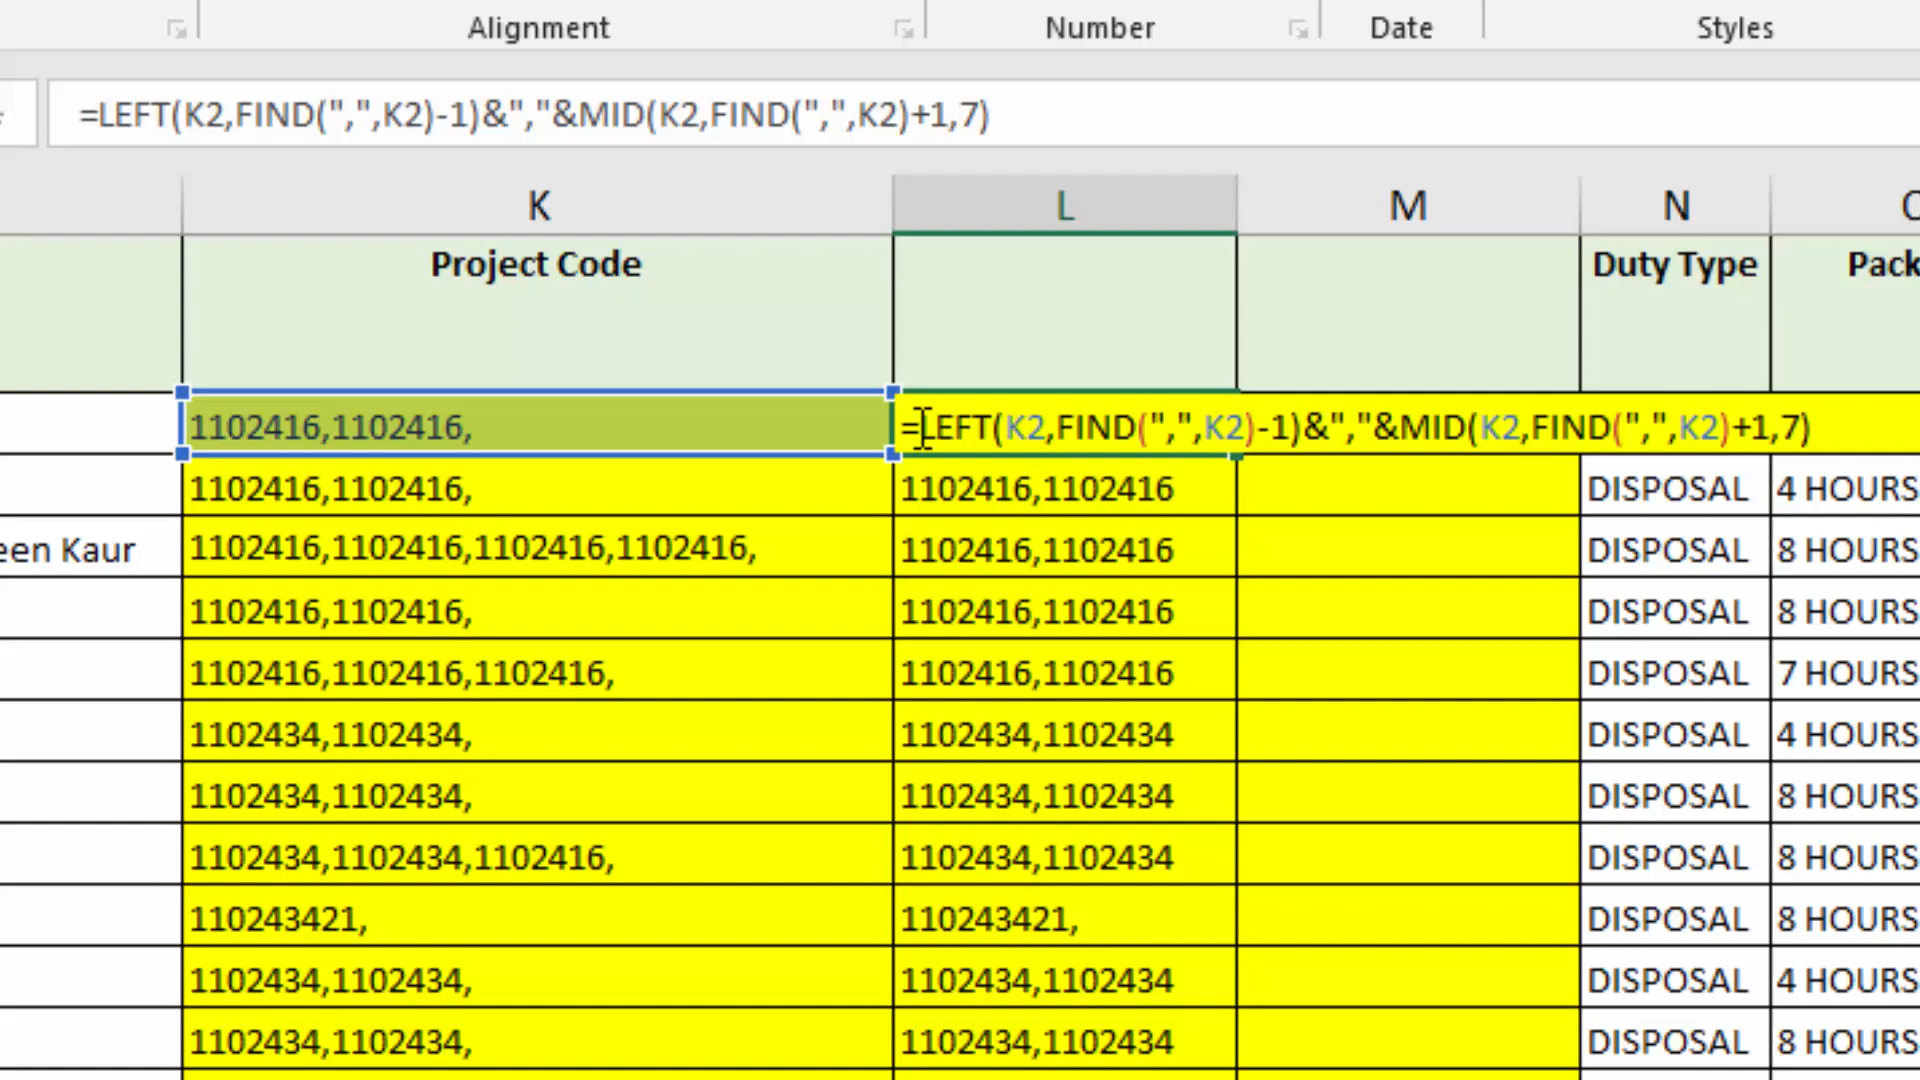 Alignment Number Date Styles
=LEFT(K2,FIND(",",K2)-1)&","&MID(K2,FIND(",",K2)+1,7)
K L M N
Project Code Duty Type Pack
1102416,1102416, =LEFT(K2,FIND(",",K2)-1)&","&MID(K2,FIND(",",K2)+1,7)
1102416,1102416, 1102416,1102416 DISPOSAL 4 HOURS
een Kaur 1102416,1102416,1102416,1102416, 1102416,1102416 DISPOSAL 8 HOURS
1102416,1102416, 1102416,1102416 DISPOSAL 8 HOURS
1102416,1102416,1102416, 1102416,1102416 DISPOSAL 7 HOURS
1102434,1102434, 1102434,1102434 DISPOSAL 4 HOURS
1102434,1102434, 1102434,1102434 DISPOSAL 8 HOURS
1102434,1102434,1102416, 1102434,1102434 DISPOSAL 8 HOURS
110243421, 110243421, DISPOSAL 8 HOURS
1102434,1102434, 1102434,1102434 DISPOSAL 4 HOURS
1102434,1102434, 1102434,1102434 DISPOSAL 8 HOURS